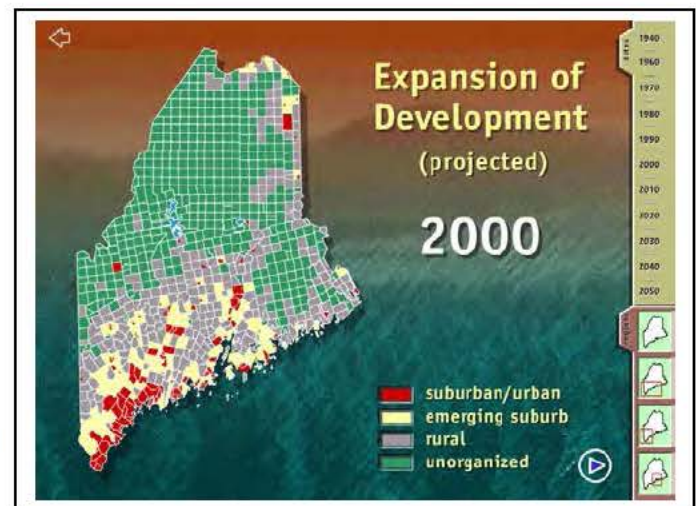 Expansion of
Development
(projected)
2000
suburban/urban
emerging suburb
rural
unorganized
1940
1960
1970
1980
1990
2000
2010
2020
2030
2040
2050